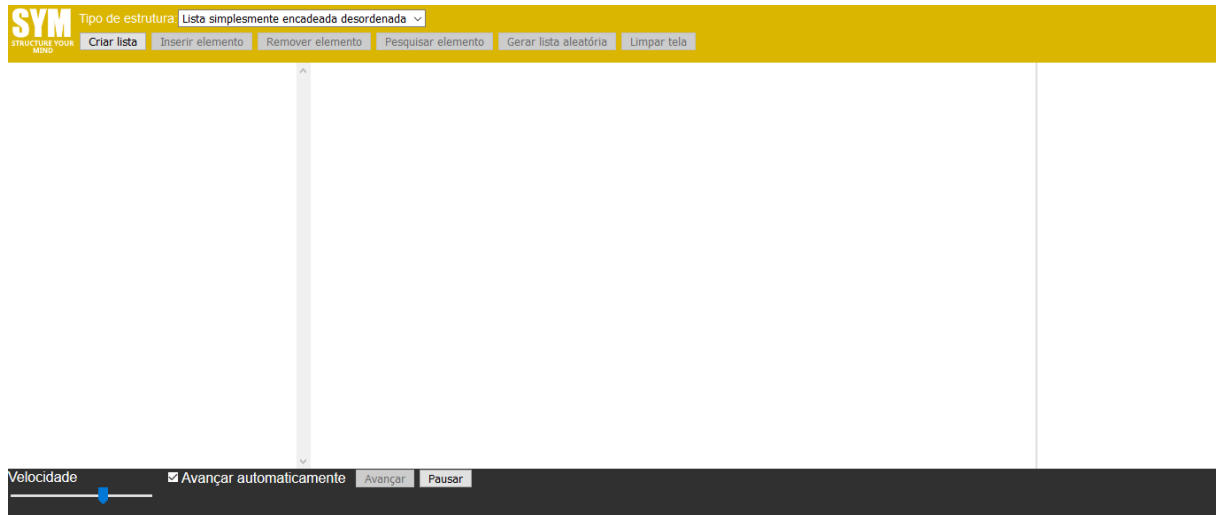 SYM
STRUCTURE YOUR
MIND
Tipo de estrutura: Lista simplesmente encadeada desordenada
Criar lista Inserir elemento Remover elemento Pesquisar elemento Gerar lista aleatória Limpar tela
Velocidade Avançar automaticamente Avançar Pausar